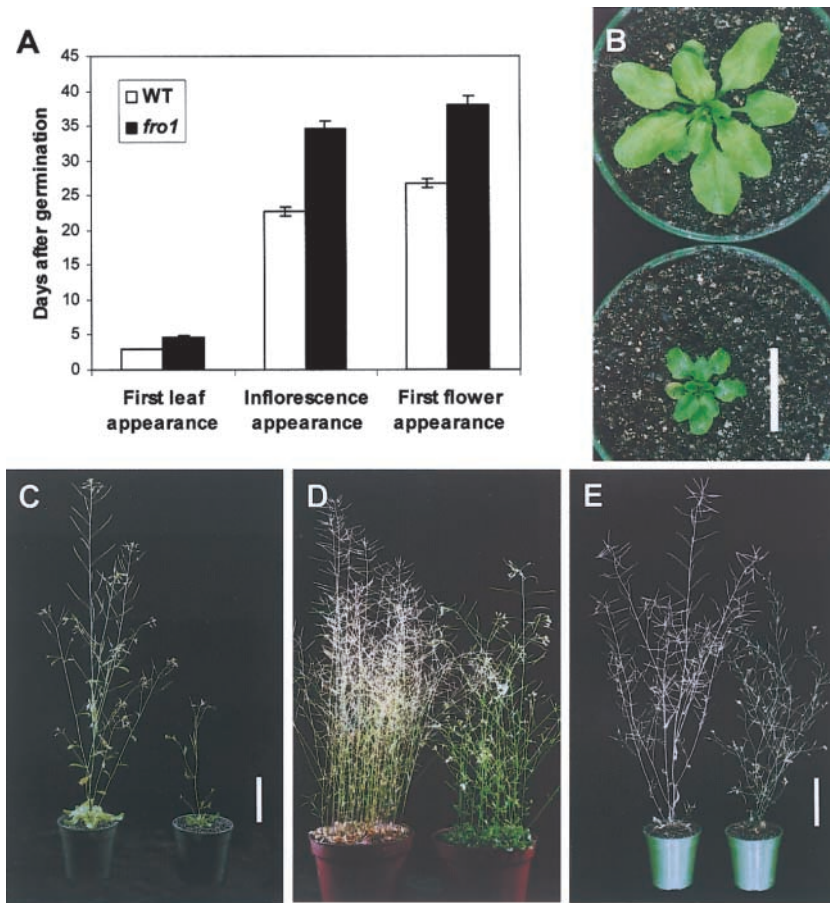 A
45
40
35
30
25
20
15
10
5
0
Days after germination
WT
fro1
First leaf appearance
Inflorescence appearance
First flower appearance
B
C
D
E